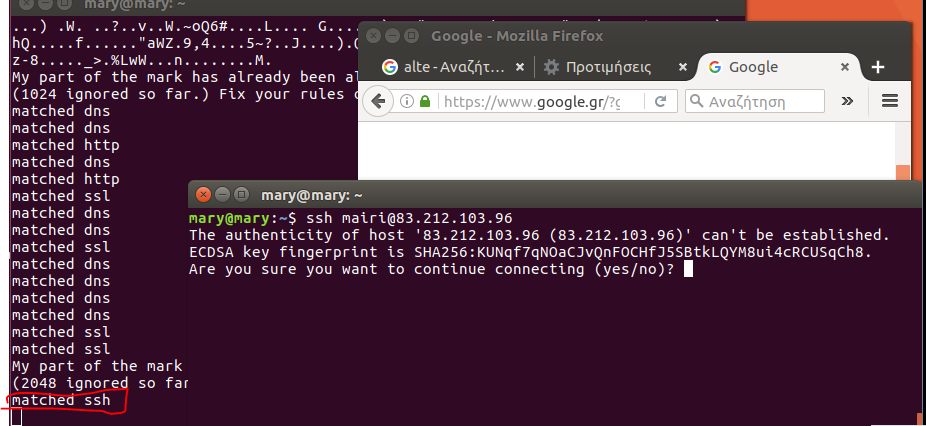 mary@mary: ~
...) .W. ..?..v..W.~oQ6#....L.... G....
hQ.....f......"aWZ.9,4....5~?..J....).(
z-8....._>.%LwW...n........M.
My part of the mark has already been al
(1024 ignored so far.) Fix your rules
matched dns
matched dns
matched http
matched dns
matched http
matched ssl
matched dns
matched dns
matched ssl
matched dns
matched dns
matched dns
matched dns
matched ssl
matched ssl
My part of the mark
(2048 ignored so far
matched ssh
Google - Mozilla Firefox
alte - Αναζήτ...
Προτιμήσεις
Google
https://www.google.gr/?g
Αναζήτηση
mary@mary: ~
mary@mary:~$ ssh mairi@83.212.103.96
The authenticity of host '83.212.103.96 (83.212.103.96)' can't be established.
ECDSA key fingerprint is SHA256:KUNqf7qNOaCJvQnFOCHfJ5SBtkLQYM8ui4cRCUSqCh8.
Are you sure you want to continue connecting (yes/no)?